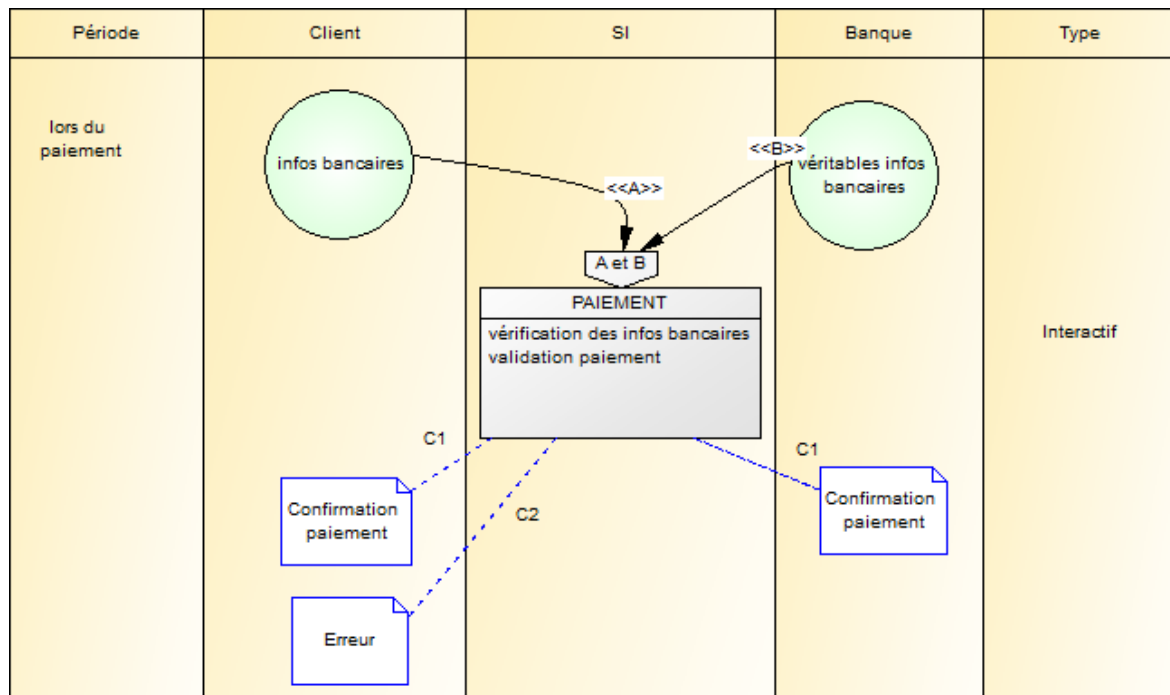 Période
Client
SI
Banque
Type
lors du
paiement
infos bancaires
<<A>>
<<B>>
véritables infos
bancaires
A et B
PAIEMENT
vérification des infos bancaires
validation paiement
Interactif
C1
C1
Confirmation
paiement
C2
Confirmation
paiement
Erreur